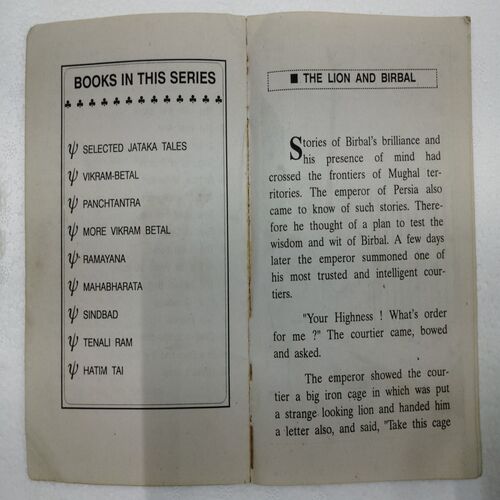 BOOKS IN THIS SERIES
SELECTED JATAKA TALES
VIKRAM-BETAL
PANCHTANTRA
MORE VIKRAM BETAL
RAMAYANA
MAHABHARATA
SINDBAD
TENALI RAM
HATIM TAI
THE LION AND BIRBAL
Stories of Birbal's brilliance and
his presence of mind had
crossed the frontiers of Mughal ter-
ritories. The emperor of Persia also
came to know of such stories. There-
fore he thought of a plan to test the
wisdom and wit of Birbal. A few days
later the emperor summoned one of
his most trusted and intelligent cour-
tiers.
"Your Highness ! What's order
for me ?" The courtier came, bowed
and asked.
The emperor showed the cour-
tier a big iron cage in which was put
a strange looking lion and handed him
a letter also, and said, "Take this cage